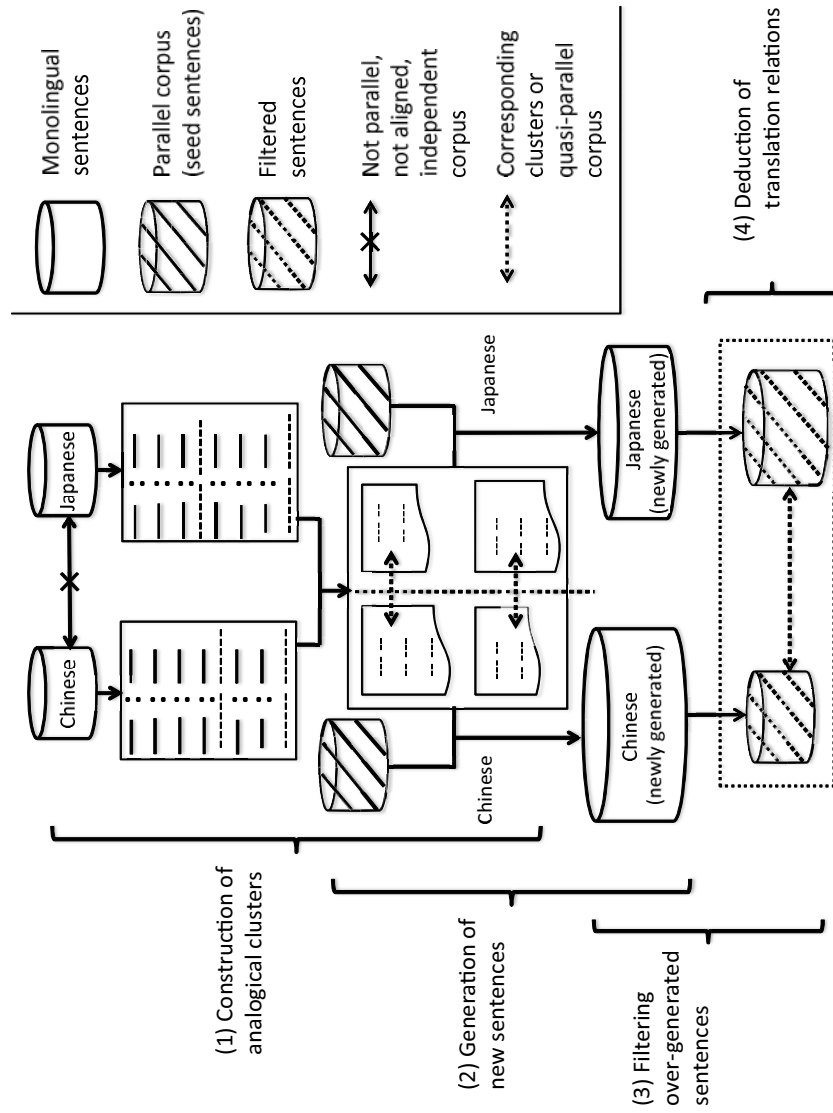 Chinese
Japanese
Chinese
Japanese
Chinese
(newly generated)
Japanese
(newly generated)
(1) Construction of
analogical clusters
(2) Generation of
new sentences
(3) Filtering
over-generated
sentences
(4) Deduction of
translation relations
Monolingual
sentences
Parallel corpus
(seed sentences)
Filtered
sentences
Not parallel,
not aligned,
independent
corpus
Corresponding
clusters or
quasi-parallel
corpus